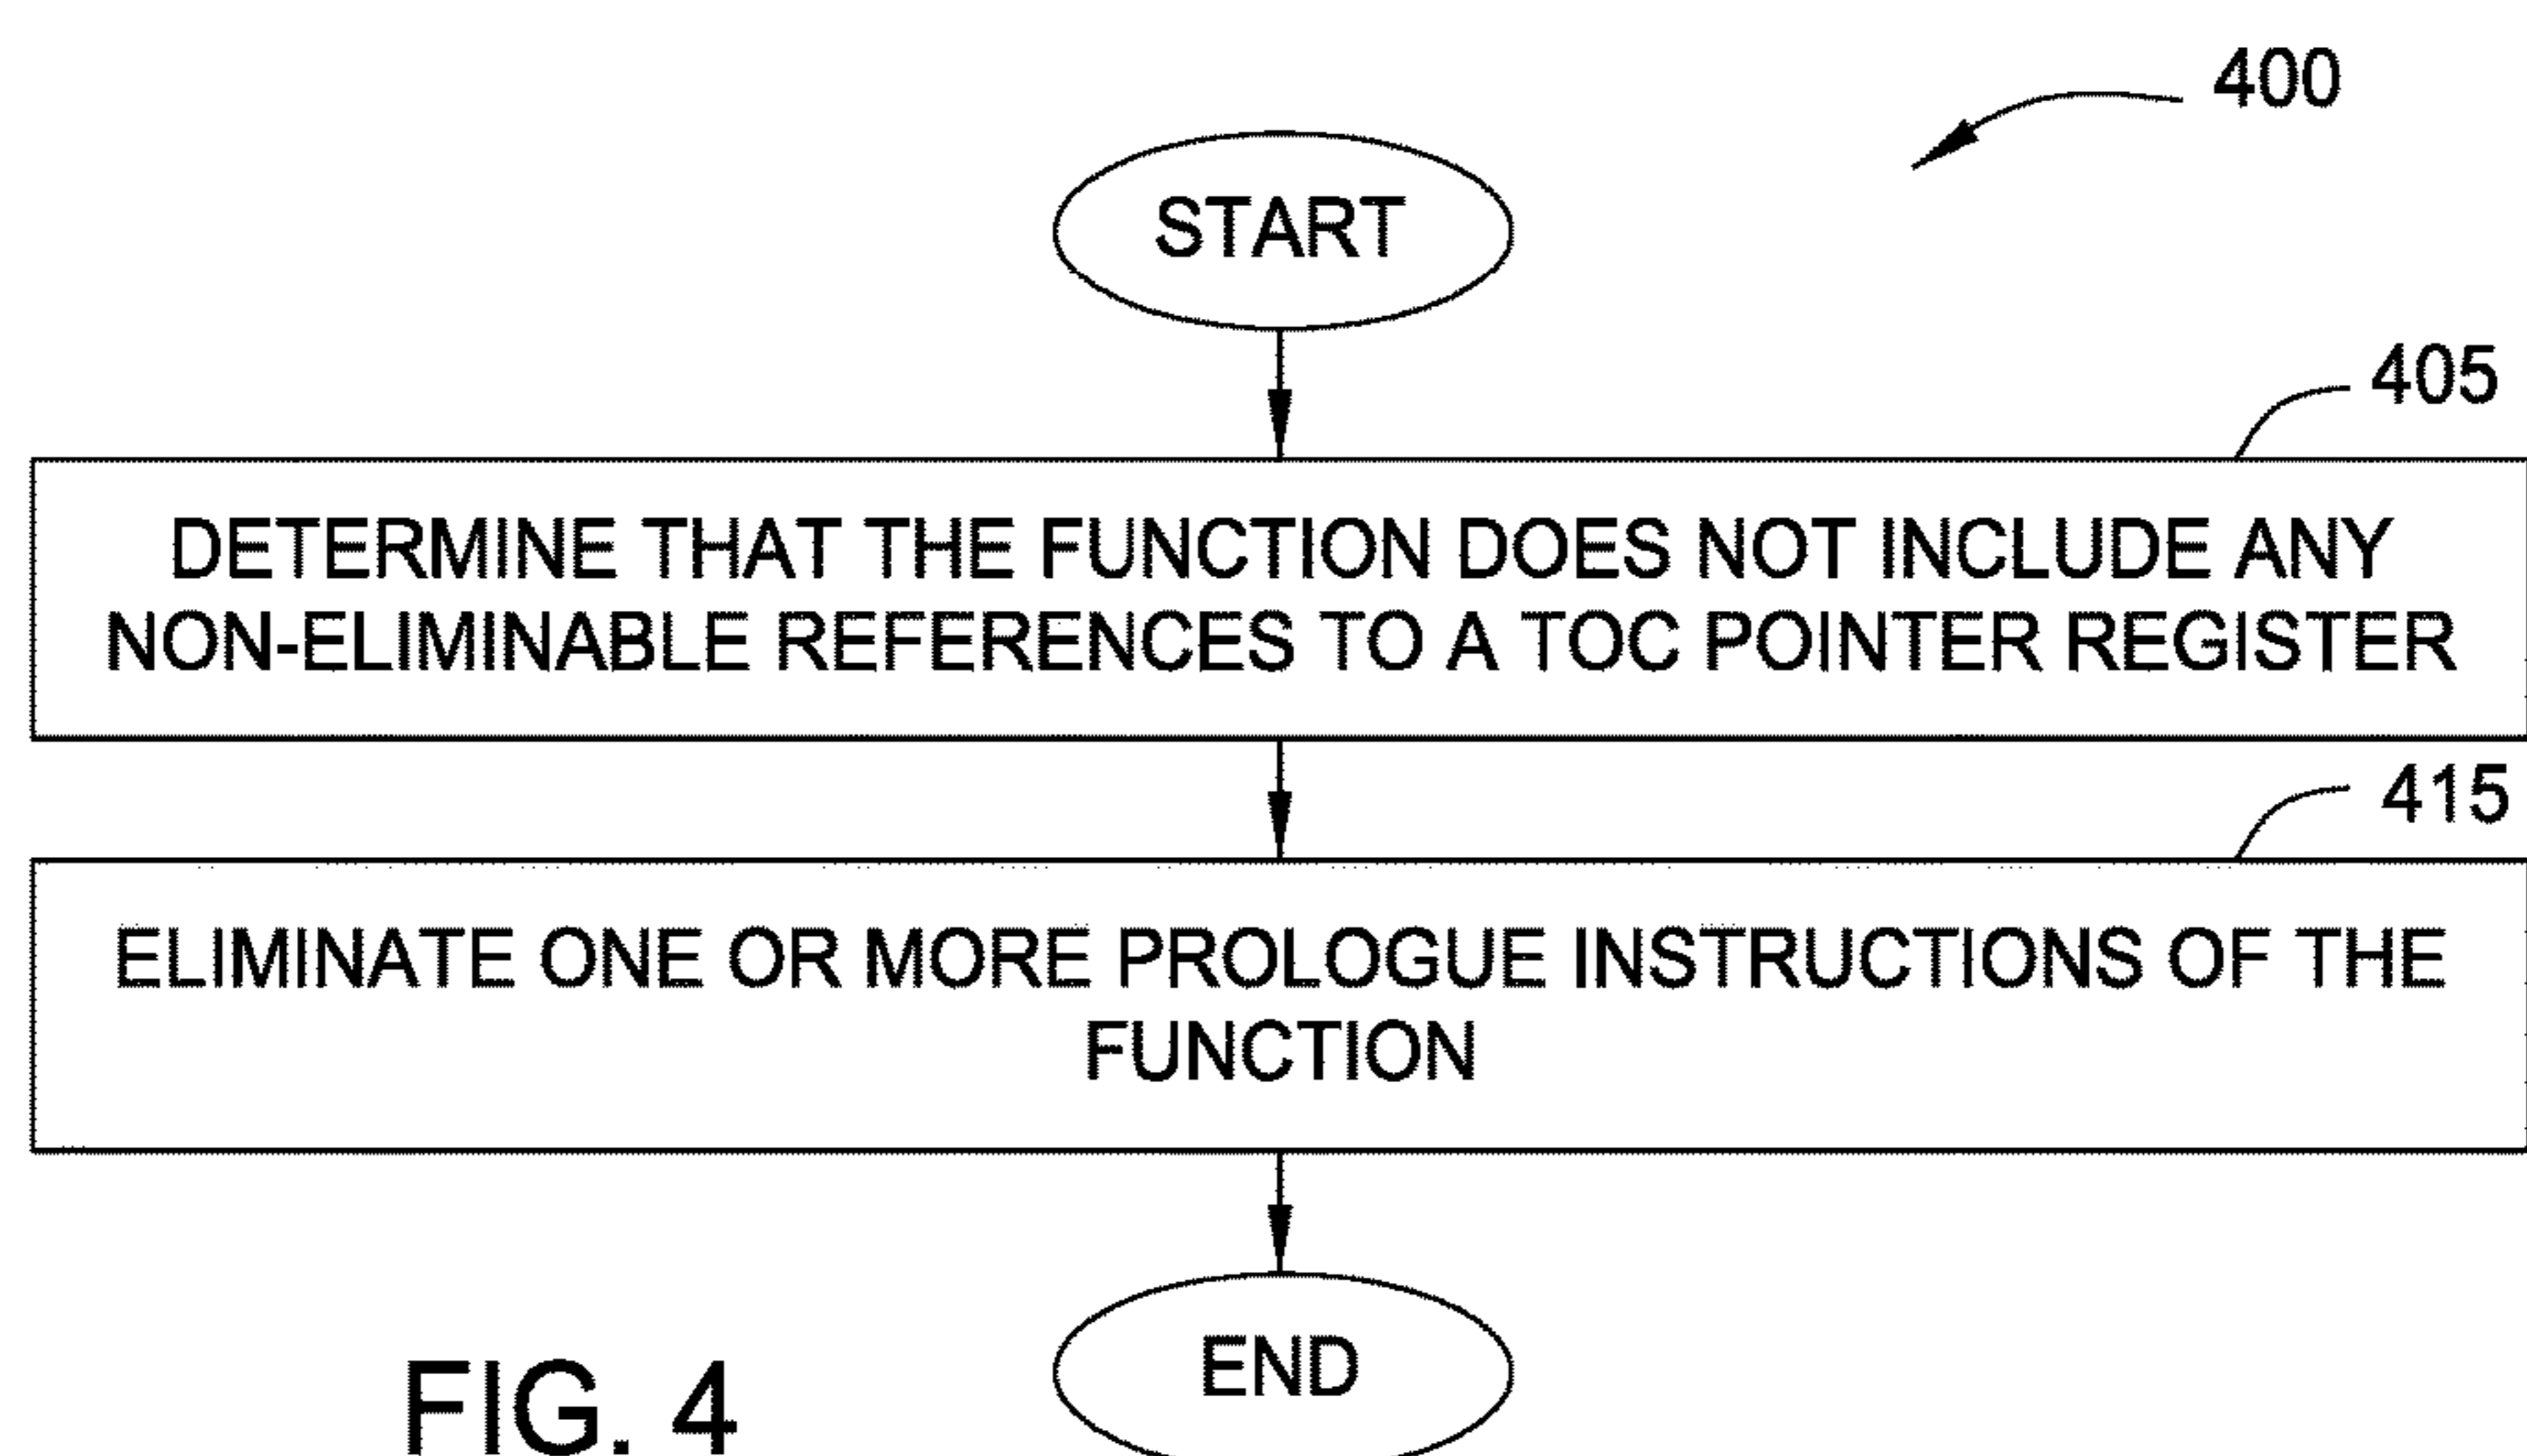 400
START
405
DETERMINE THAT THE FUNCTION DOES NOT INCLUDE ANY
NON-ELIMINABLE REFERENCES TO A TOC POINTER REGISTER
415
ELIMINATE ONE OR MORE PROLOGUE INSTRUCTIONS OF THE
FUNCTION
END
FIG. 4